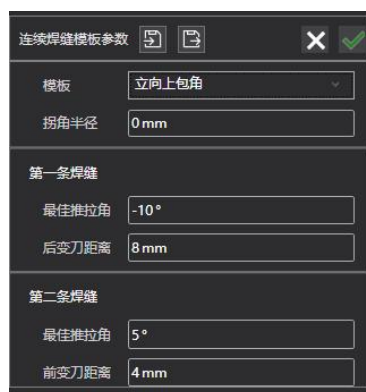 连续焊缝模板参数
模板 立向上包角
拐角半径 0 mm
第一条焊缝
最佳推拉角 -10 °
后变刀距离 8 mm
第二条焊缝
最佳推拉角 5 °
前变刀距离 4 mm